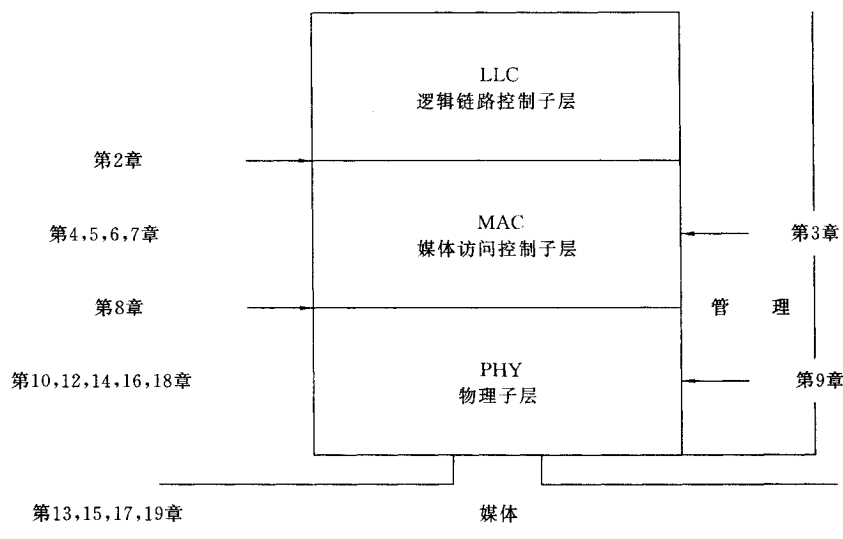 LLC
逻辑链路控制子层
第2章
MAC
第4,5,6,7章
第3章
媒体访问控制子层
第8章
管 理
PHY
第10,12,14,16,18章
第9章
物理子层
第13,15,17,19章
媒体